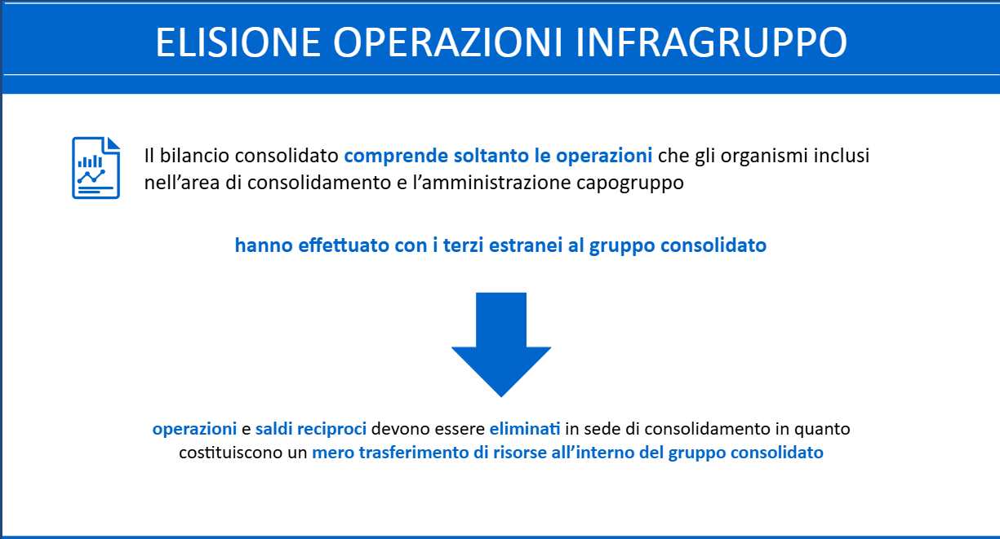 ELISIONE OPERAZIONI INFRAGRUPPO
Il bilancio consolidato comprende soltanto le operazioni che gli organismi inclusi
nell’area di consolidamento e l’amministrazione capogruppo
hanno effettuato con i terzi estranei al gruppo consolidato
operazioni e saldi reciproci devono essere eliminati in sede di consolidamento in quanto
costituiscono un mero trasferimento di risorse all’interno del gruppo consolidato